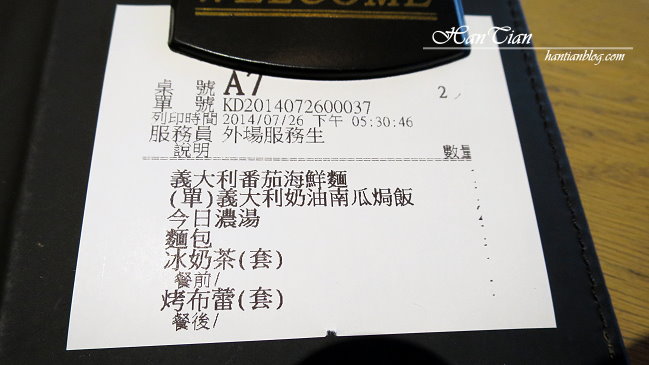 WELCOME
HanTian
hantianblog.com
桌 號 A7
2
單 號 KD2014072600037
列印時間 2014/07/26 下午 05:30:46
服務員 外場服務生
說明 數量
義大利番茄海鮮麵
(單)義大利奶油南瓜焗飯
今日濃湯
麵包
冰奶茶(套)
餐前/
烤布蕾(套)
餐後/